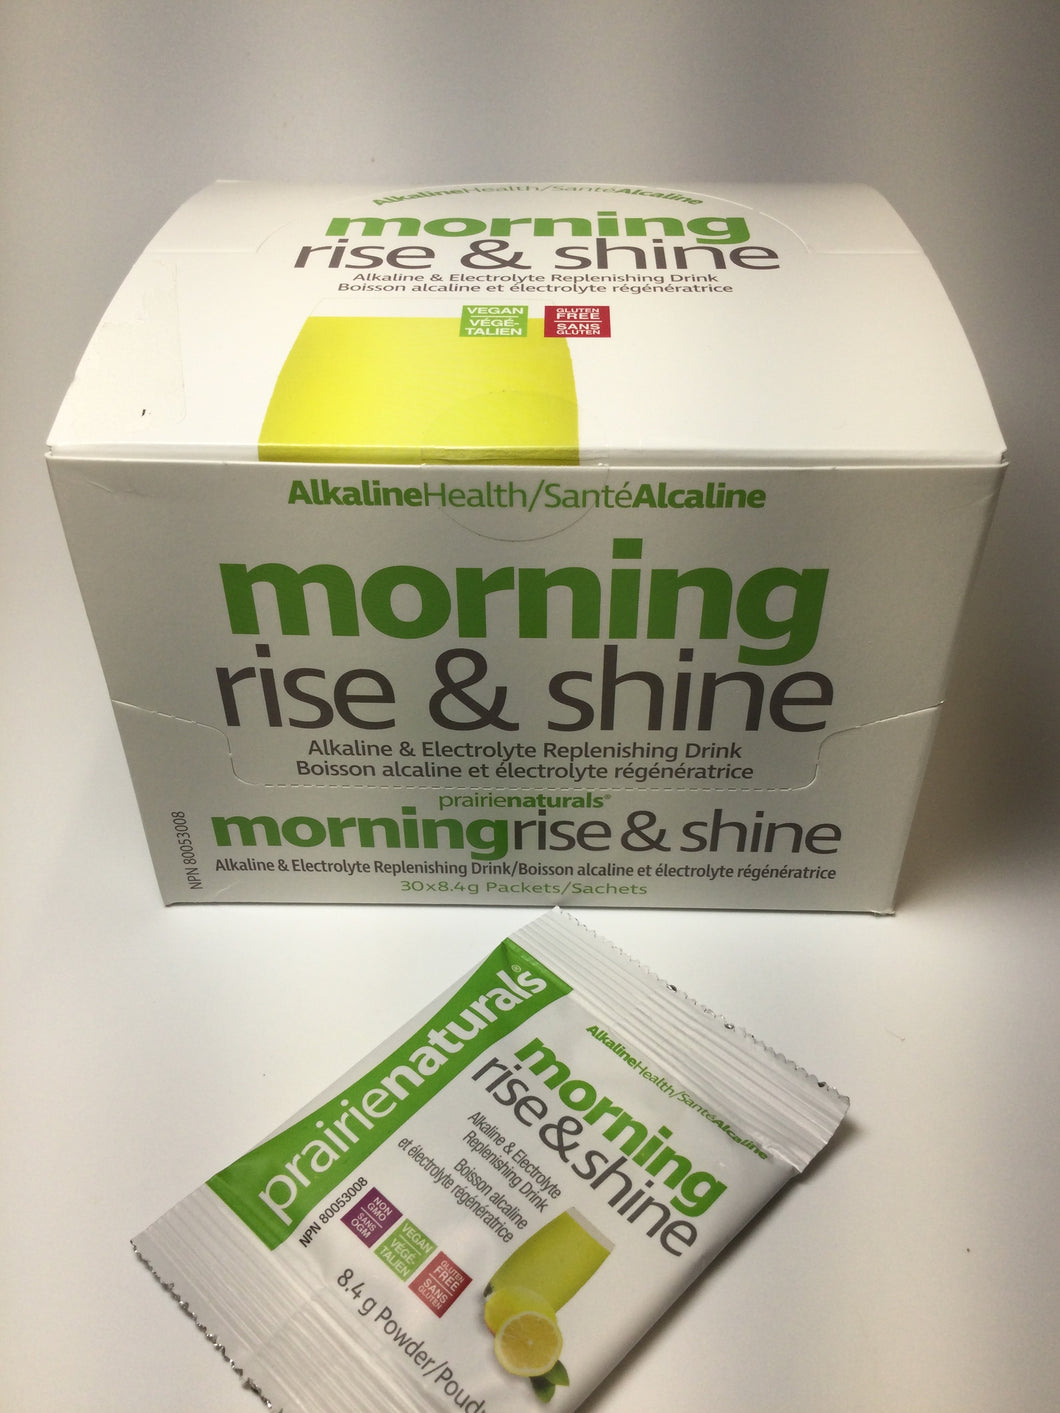 AlkalineHealth/SantéAlcaline
morning
rise & shine
Alkaline & Electrolyte Replenishing Drink
Boisson alcaline et électrolyte régénératrice
VEGAN
VÉGÉ-
TALIEN
GLUTEN
FREE
SANS
GLUTEN
AlkalineHealth/SantéAlcaline
morning
rise & shine
Alkaline & Electrolyte Replenishing Drink
Boisson alcaline et électrolyte régénératrice
prairienaturals®
morningrise & shine
Alkaline & Electrolyte Replenishing Drink/Boisson alcaline et électrolyte régénératrice
30x8.4g Packets/Sachets
NPN 80053008
prairienaturals®
AlkalineHealth/SantéAlcaline
morning
rise&shine
Alkaline & Electrolyte
Replenishing Drink
Boisson alcaline
et électrolyte régénératrice
NPN 80053008
NON
GMO
SANS
OGM
VEGAN
VÉGÉ-
TALIEN
GLUTEN
FREE
SANS
GLUTEN
8.4 g Powder/Poud